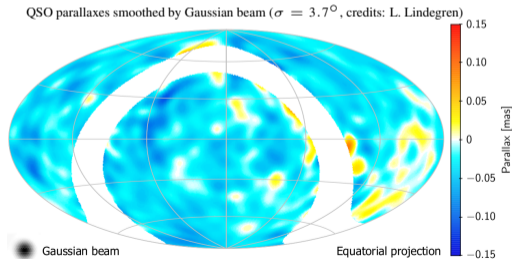 QSO parallaxes smoothed by Gaussian beam (σ = 3.7°, credits: L. Lindegren)
0.15
0.10
0.05
0
−0.05
−0.10
−0.15
Parallax [mas]
Gaussian beam
Equatorial projection